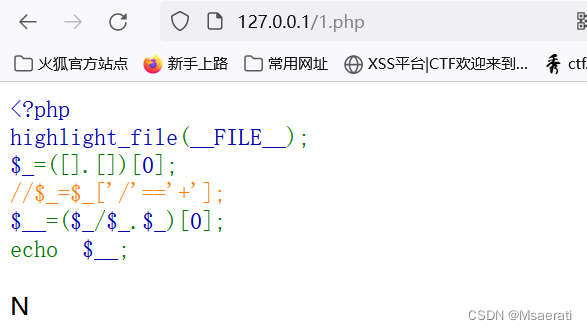 127.0.0.1/1.php
火狐官方站点 新手上路 常用网址 XSS平台|CTF欢迎来到... ctf.
<?php
highlight_file(__FILE__);
$_=([].[])[0];
//$_=$_['/'=='+'];
$__=($_/$_.$_)[0];
echo  $__;
N
CSDN @Msaerati